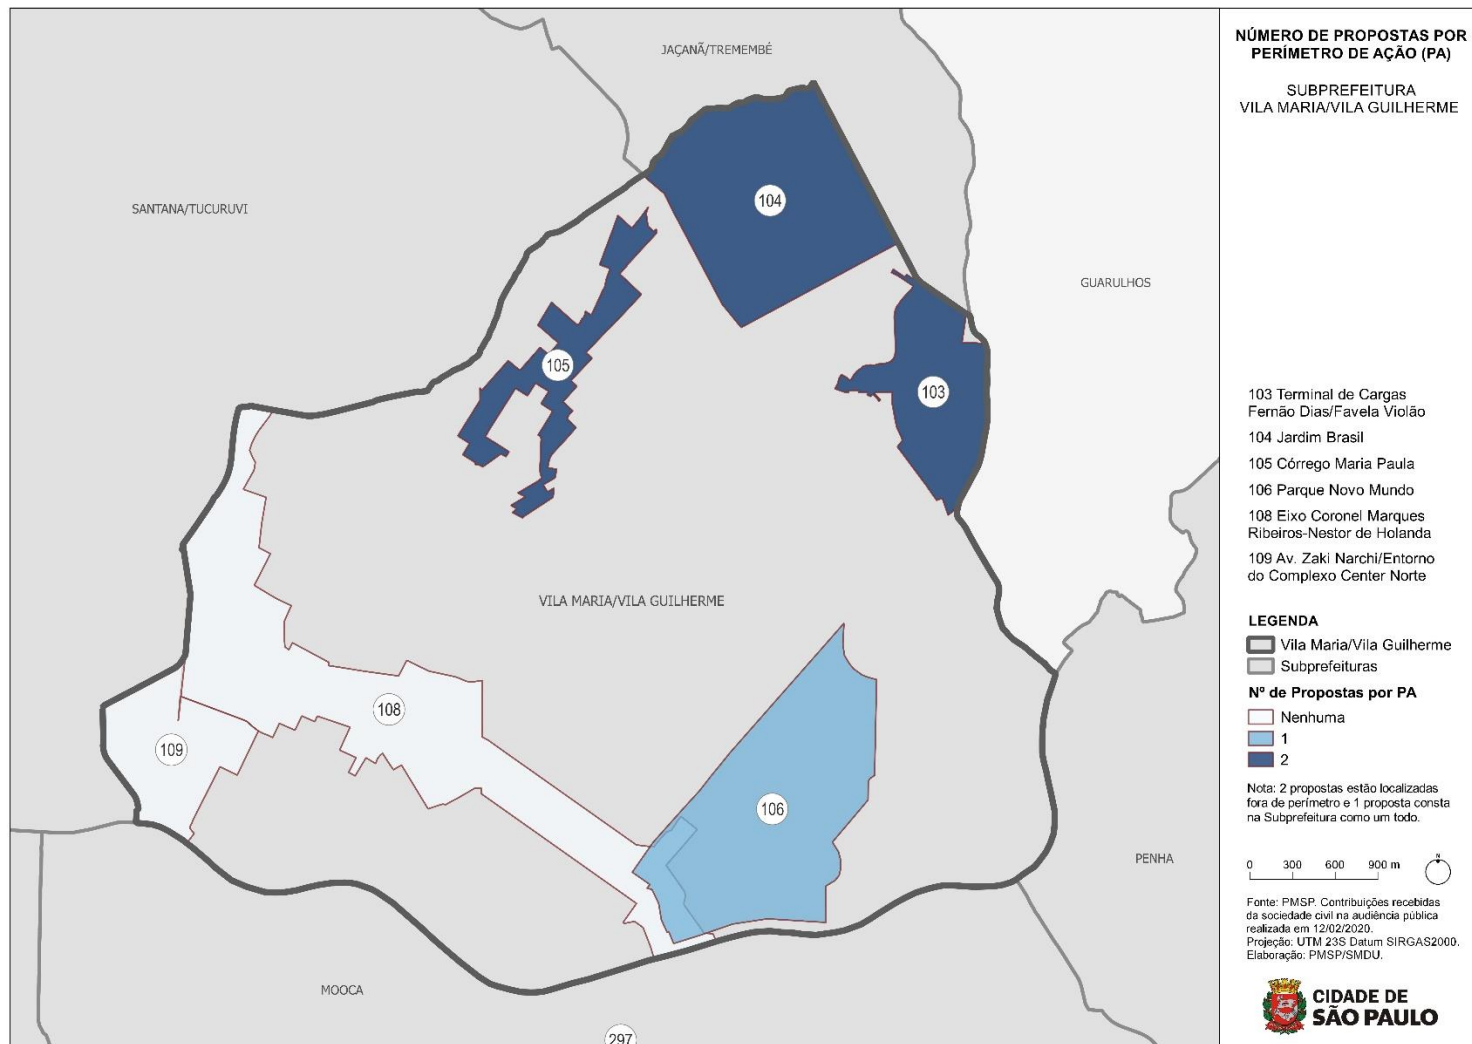 JAÇANÃ/TREMEMBÉ
SANTANA/TUCURUVI
104
GUARULHOS
105
103
VILA MARIA/VILA GUILHERME
108
109
106
PENHA
MOOCA
297
NÚMERO DE PROPOSTAS POR
PERÍMETRO DE AÇÃO (PA)
SUBPREFEITURA
VILA MARIA/VILA GUILHERME
103 Terminal de Cargas
Fernão Dias/Favela Violão
104 Jardim Brasil
105 Córrego Maria Paula
106 Parque Novo Mundo
108 Eixo Coronel Marques
Ribeiros-Nestor de Holanda
109 Av. Zaki Narchi/Entorno
do Complexo Center Norte
LEGENDA
Vila Maria/Vila Guilherme
Subprefeituras
Nº de Propostas por PA
Nenhuma
1
2
Nota: 2 propostas estão localizadas
fora de perímetro e 1 proposta consta
na Subprefeitura como um todo.
0 300 600 900 m
N
Fonte: PMSP. Contribuições recebidas
da sociedade civil na audiência pública
realizada em 12/02/2020.
Projeção: UTM 23S Datum SIRGAS2000.
Elaboração: PMSP/SMDU.
CIDADE DE
SÃO PAULO